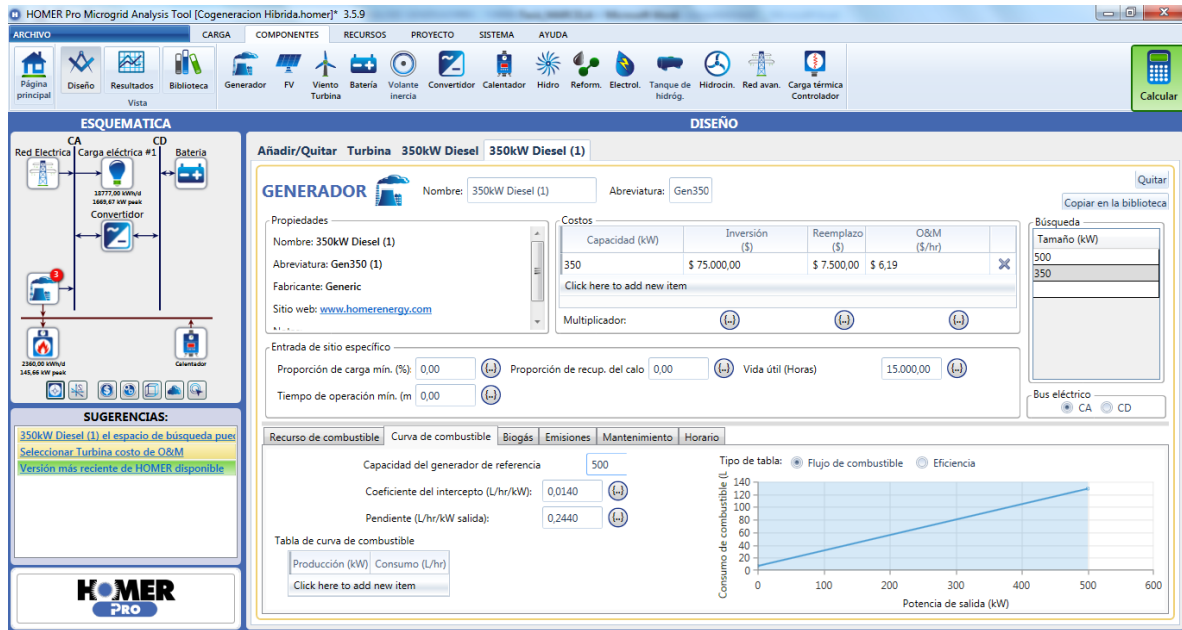 HOMER Pro Microgrid Analysis Tool [Cogeneracion Hibrida.homer]* 3.5.9
ARCHIVO CARGA COMPONENTES RECURSOS PROYECTO SISTEMA AYUDA
Página principal
Diseño
Resultados
Biblioteca
Vista
Generador
FV
Viento Turbina
Batería
Volante inercia
Convertidor
Calentador
Hidro
Reform.
Electrol.
Tanque de hidróg.
Hidrocin.
Red avan.
Carga térmica Controlador
Calcular
ESQUEMATICA
CA CD
Red Electrica Carga eléctrica #1 Bateria
18777,00 kWh/d
1669,67 kW peak
Convertidor
3
2360,00 kWh/d
145,66 kW peak
Calentador
SUGERENCIAS:
350kW Diesel (1) el espacio de búsqueda pued
Seleccionar Turbina costo de O&M
Versión más reciente de HOMER disponible
HOMER
PRO
DISEÑO
Añadir/Quitar Turbina 350kW Diesel 350kW Diesel (1)
GENERADOR Nombre: 350kW Diesel (1) Abreviatura: Gen350
Quitar
Copiar en la biblioteca
Propiedades
Nombre: 350kW Diesel (1)
Abreviatura: Gen350 (1)
Fabricante: Generic
Sitio web: www.homerenergy.com
Costos
Capacidad (kW) Inversión ($) Reemplazo ($) O&M ($/hr)
350 $ 75.000,00 $ 7.500,00 $ 6,19
Click here to add new item
Multiplicador: {..} {..} {..}
Búsqueda
Tamaño (kW)
500
350
Entrada de sitio específico
Proporción de carga mín. (%): 0,00 {..} Proporción de recup. del calo 0,00 {..} Vida útil (Horas) 15.000,00 {..}
Tiempo de operación mín. (m 0,00 {..}
Bus eléctrico
CA CD
Recurso de combustible Curva de combustible Biogás Emisiones Mantenimiento Horario
Capacidad del generador de referencia 500
Coeficiente del intercepto (L/hr/kW): 0,0140 {..}
Pendiente (L/hr/kW salida): 0,2440 {..}
Tabla de curva de combustible
Producción (kW) Consumo (L/hr)
Click here to add new item
Tipo de tabla: Flujo de combustible Eficiencia
Consumo de combustible (L
140
120
100
80
60
40
20
0
0 100 200 300 400 500 600
Potencia de salida (kW)